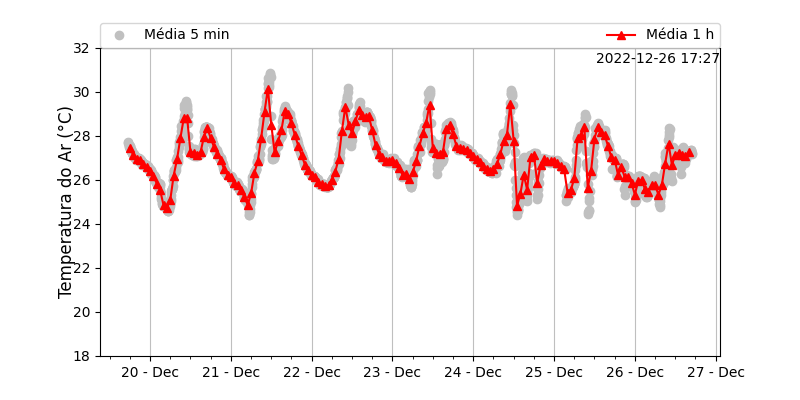 Média 5 min
Média 1 h
2022-12-26 17:27
Temperatura do Ar (°C)
32
30
28
26
24
22
20
18
20 - Dec
21 - Dec
22 - Dec
23 - Dec
24 - Dec
25 - Dec
26 - Dec
27 - Dec